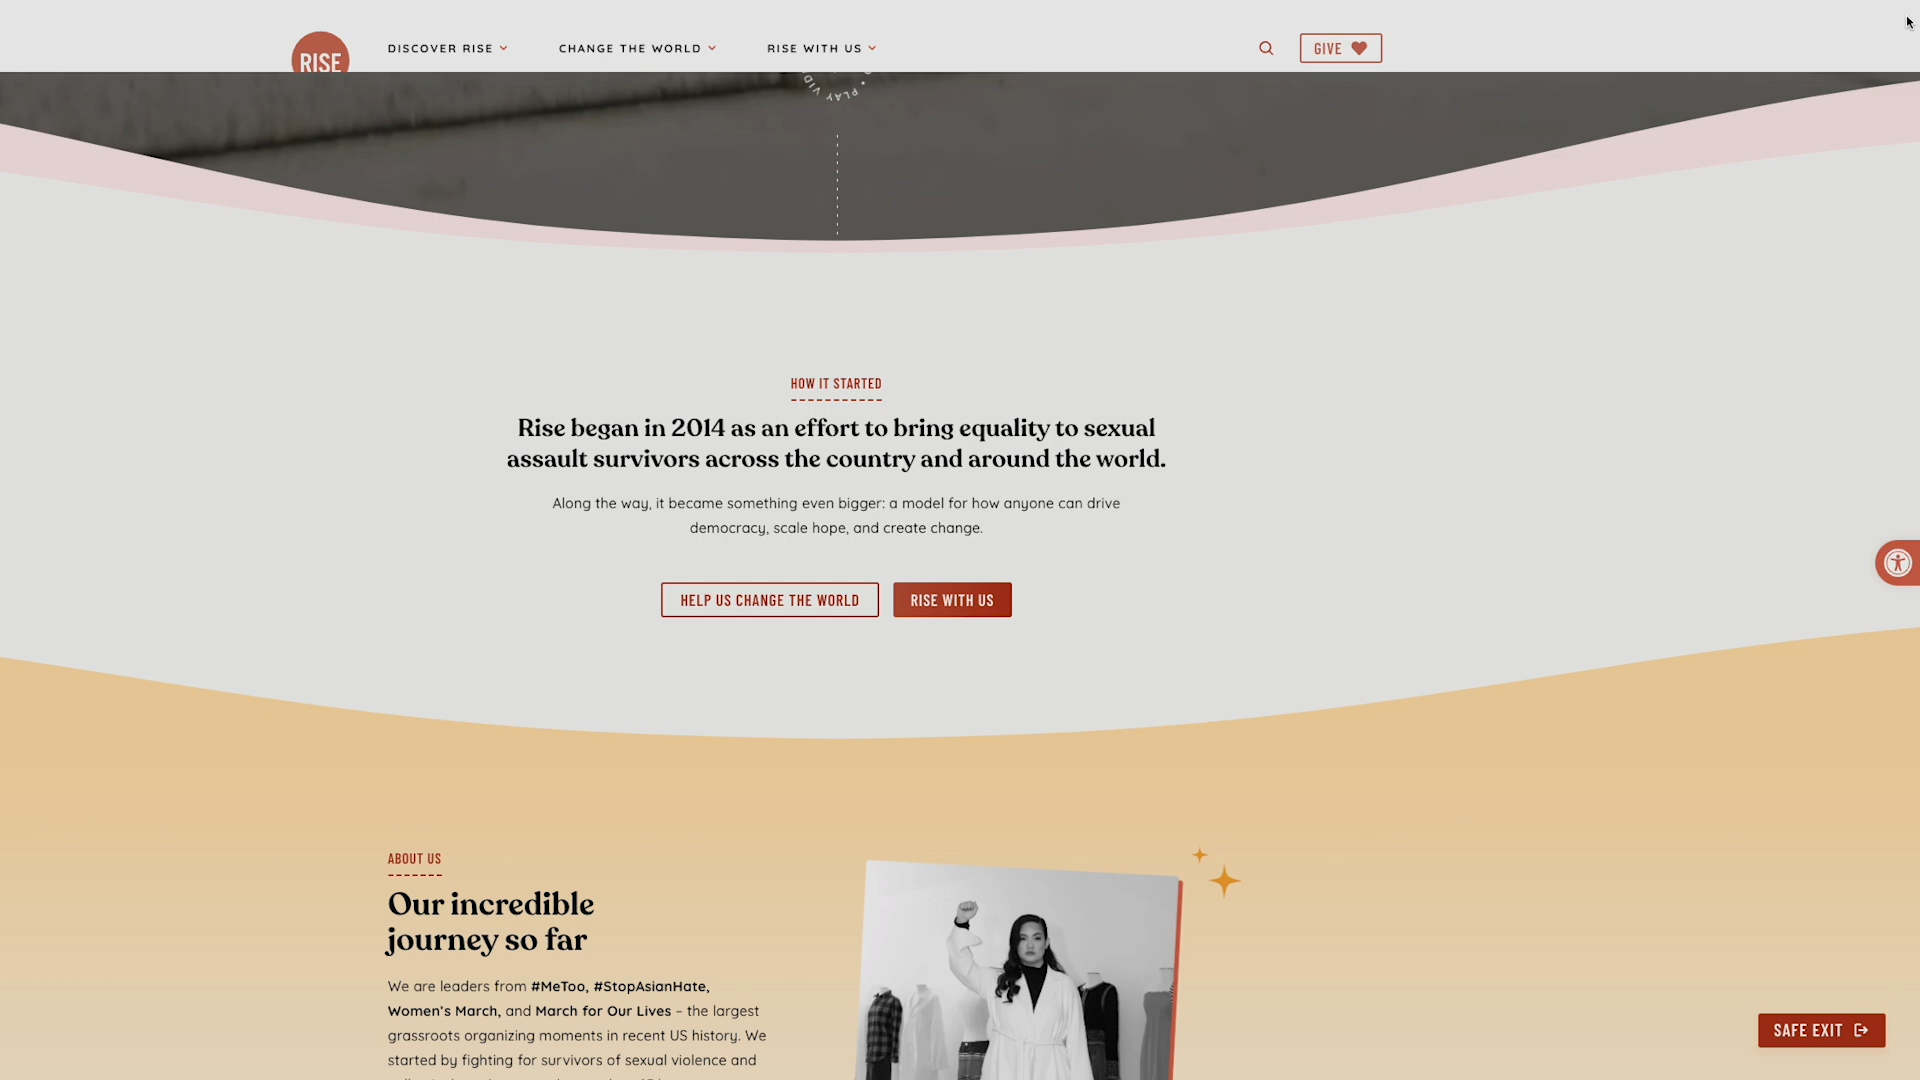 RISE
DISCOVER RISE
CHANGE THE WORLD
RISE WITH US
GIVE
• PLAY VID
HOW IT STARTED
Rise began in 2014 as an effort to bring equality to sexual
assault survivors across the country and around the world.
Along the way, it became something even bigger: a model for how anyone can drive
democracy, scale hope, and create change.
HELP US CHANGE THE WORLD
RISE WITH US
ABOUT US
Our incredible
journey so far
We are leaders from #MeToo, #StopAsianHate,
Women's March, and March for Our Lives – the largest
grassroots organizing moments in recent US history. We
started by fighting for survivors of sexual violence and
SAFE EXIT